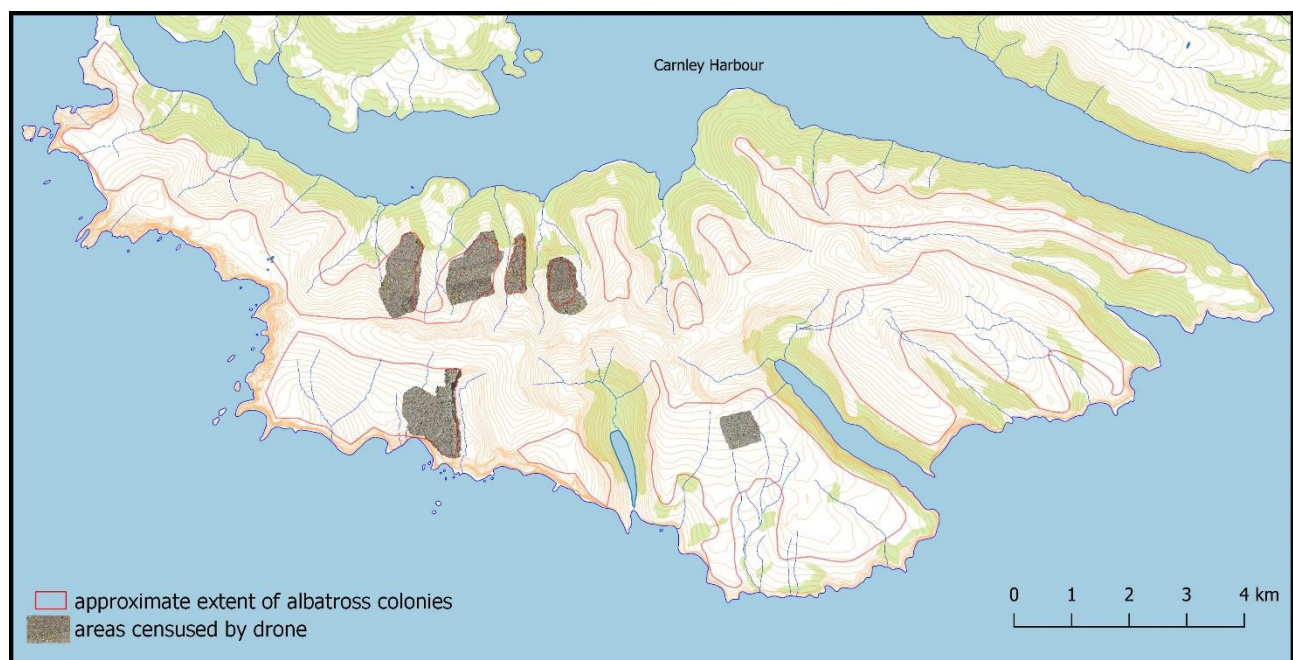 Carnley Harbour
approximate extent of albatross colonies
areas censused by drone
0 1 2 3 4 km